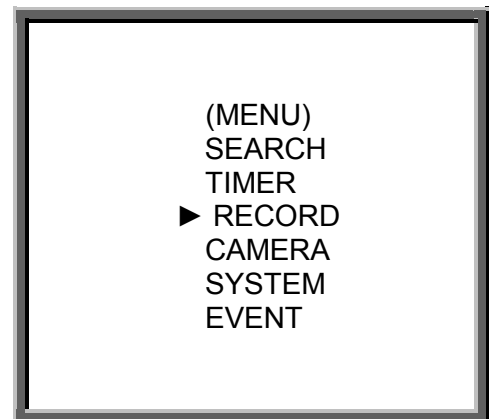 (MENU)
SEARCH
TIMER
► RECORD
CAMERA
SYSTEM
EVENT